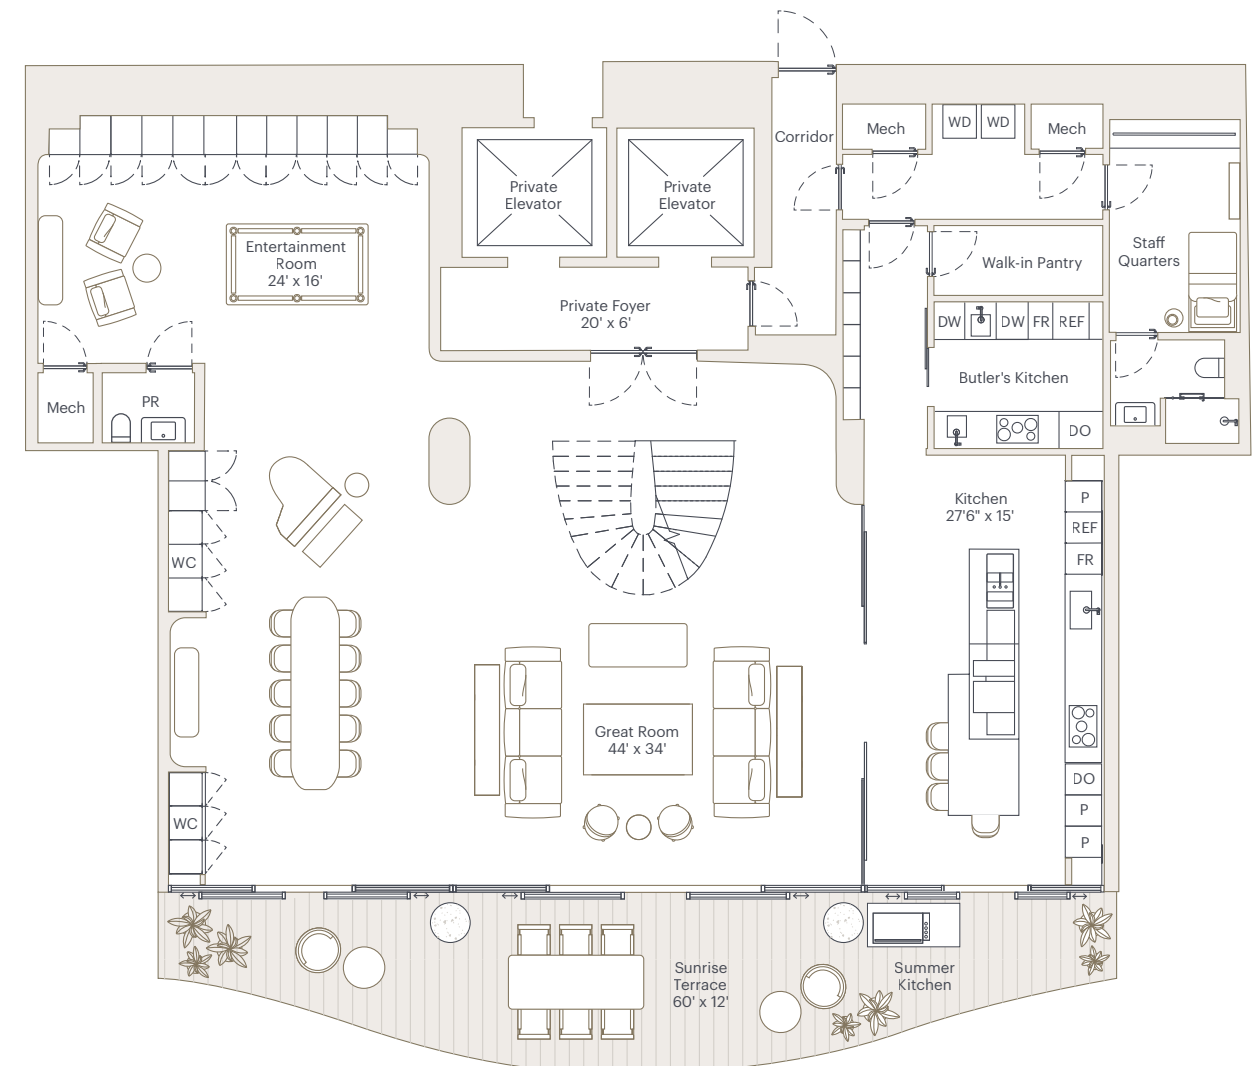 Corridor
Mech
WD
WD
Mech
Private
Elevator
Private
Elevator
Entertainment
Room
24' x 16'
Staff
Quarters
Walk-in Pantry
Private Foyer
20' x 6'
DW
DW
FR
REF
Butler's Kitchen
Mech
PR
DO
Kitchen
27'6" x 15'
P
REF
FR
WC
Great Room
44' x 34'
DO
P
P
WC
Sunrise
Terrace
60' x 12'
Summer
Kitchen